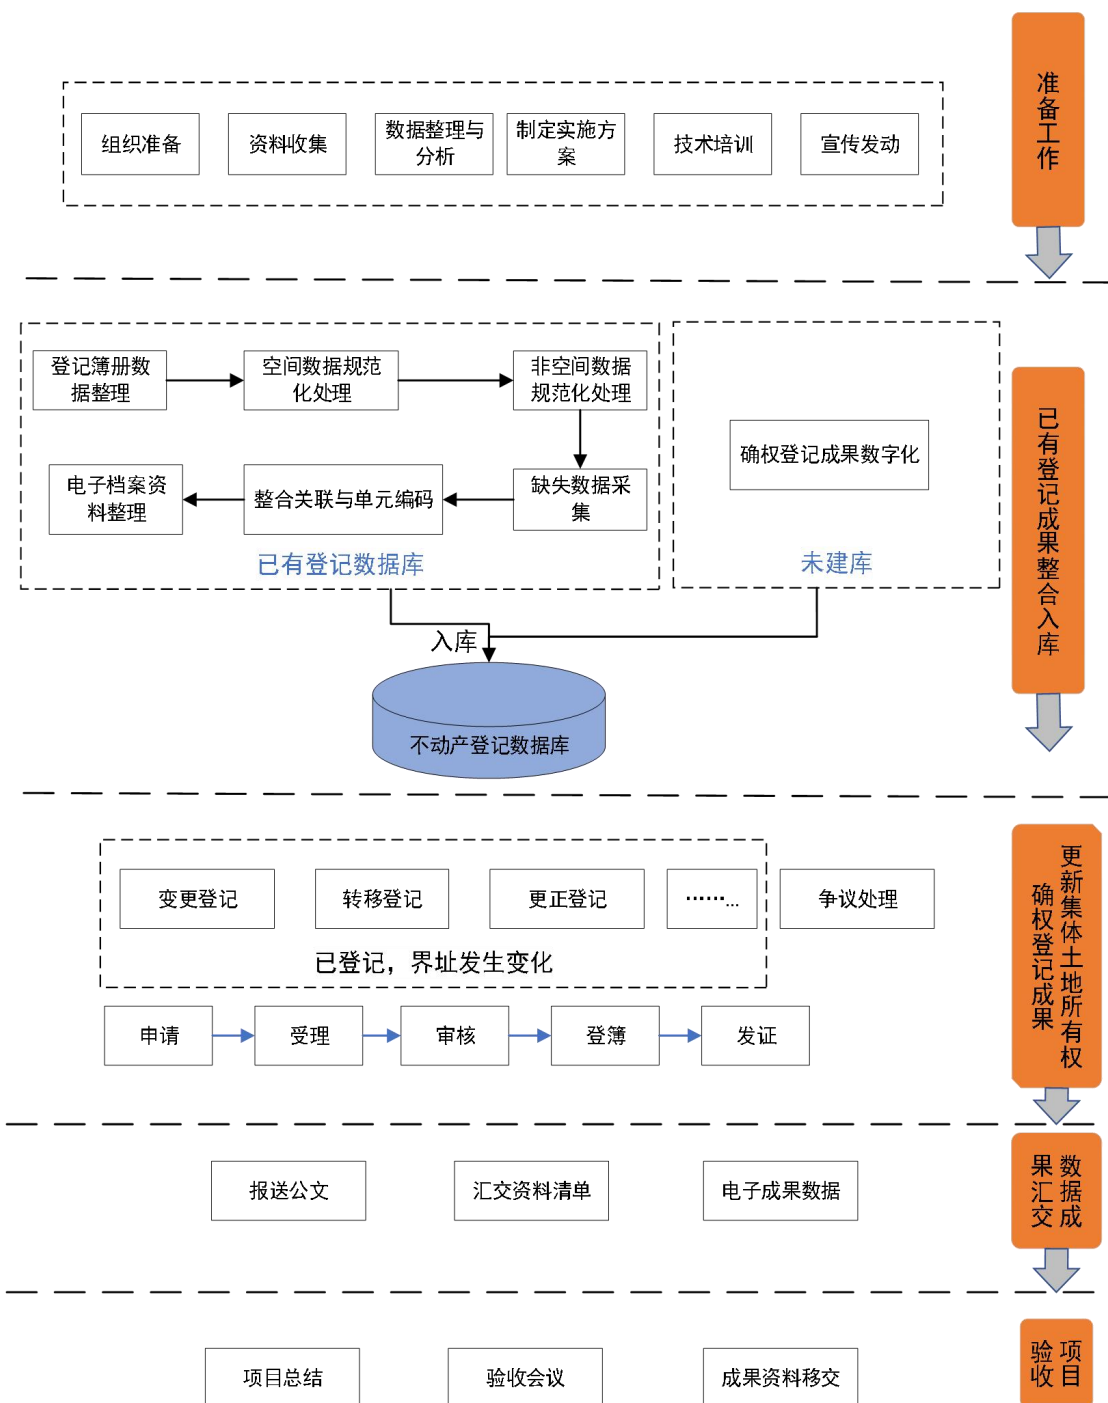 准备工作
组织准备
资料收集
数据整理与
分析
制定实施方
案
技术培训
宣传发动
已有登记成果整合入库
登记簿册数
据整理
空间数据规范
化处理
非空间数据
规范化处理
缺失数据采
集
整合关联与单元编码
电子档案资
料整理
已有登记数据库
确权登记成果数字化
未建库
入库
不动产登记数据库
更新集体土地所有权
确权登记成果
变更登记
转移登记
更正登记
……...
争议处理
已登记，界址发生变化
申请
受理
审核
登簿
发证
数据成
果汇交
报送公文
汇交资料清单
电子成果数据
项目
验收
项目总结
验收会议
成果资料移交